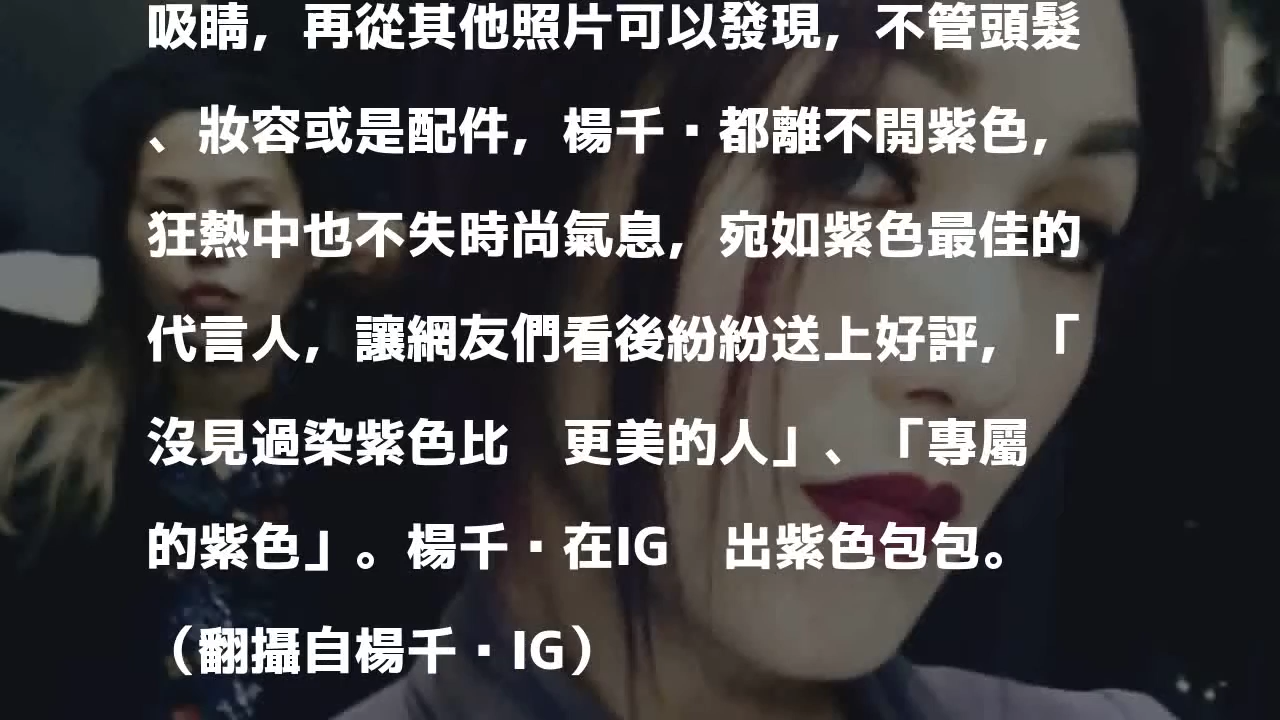 吸睛，再從其他照片可以發現，不管頭髮
、妝容或是配件，楊千▪都離不開紫色，
狂熱中也不失時尚氣息，宛如紫色最佳的
代言人，讓網友們看後紛紛送上好評，「
沒見過染紫色比　更美的人」、「專屬
的紫色」。楊千▪在IG　出紫色包包。
（翻攝自楊千▪IG）